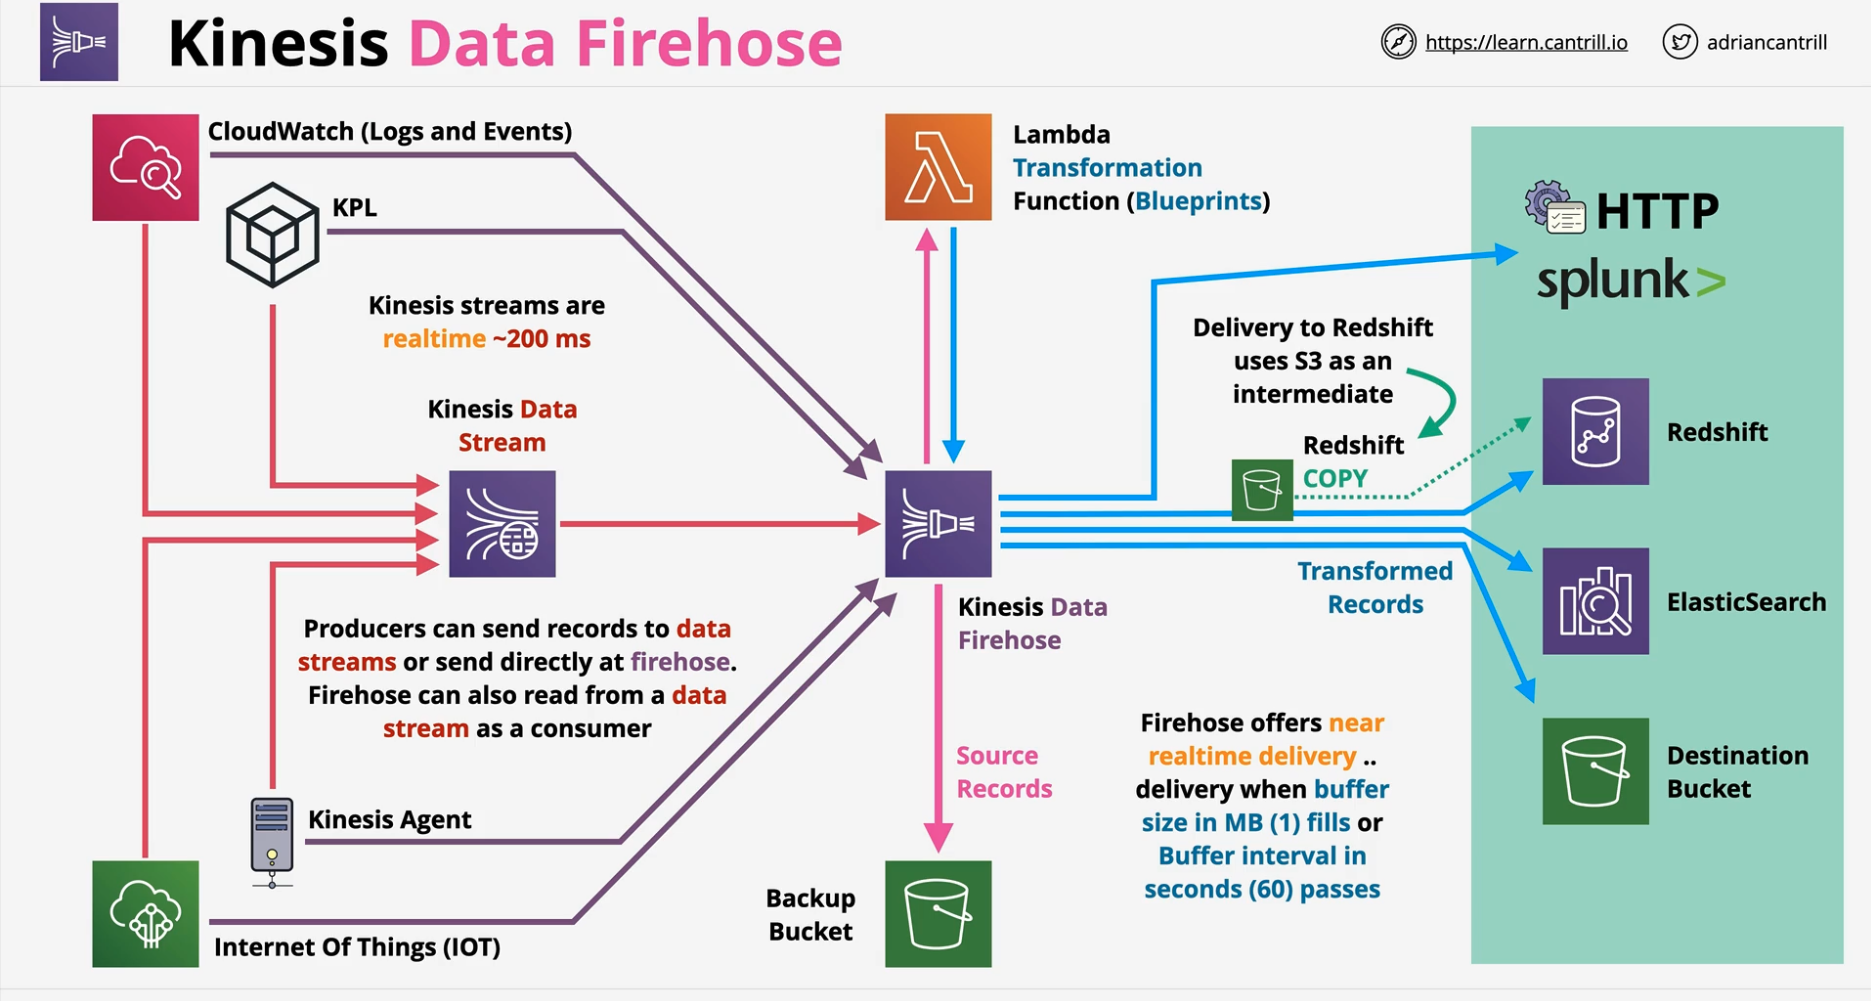 Kinesis Data Firehose
https://learn.cantrill.io
adriancantrill
CloudWatch (Logs and Events)
KPL
Kinesis streams are
realtime ~200 ms
Kinesis Data
Stream
Producers can send records to data
streams or send directly at firehose.
Firehose can also read from a data
stream as a consumer
Kinesis Agent
Internet Of Things (IOT)
Lambda
Transformation
Function (Blueprints)
Kinesis Data
Firehose
Source
Records
Backup
Bucket
Delivery to Redshift
uses S3 as an
intermediate
Redshift
COPY
Transformed
Records
Firehose offers near
realtime delivery ..
delivery when buffer
size in MB (1) fills or
Buffer interval in
seconds (60) passes
HTTP
splunk>
Redshift
ElasticSearch
Destination
Bucket